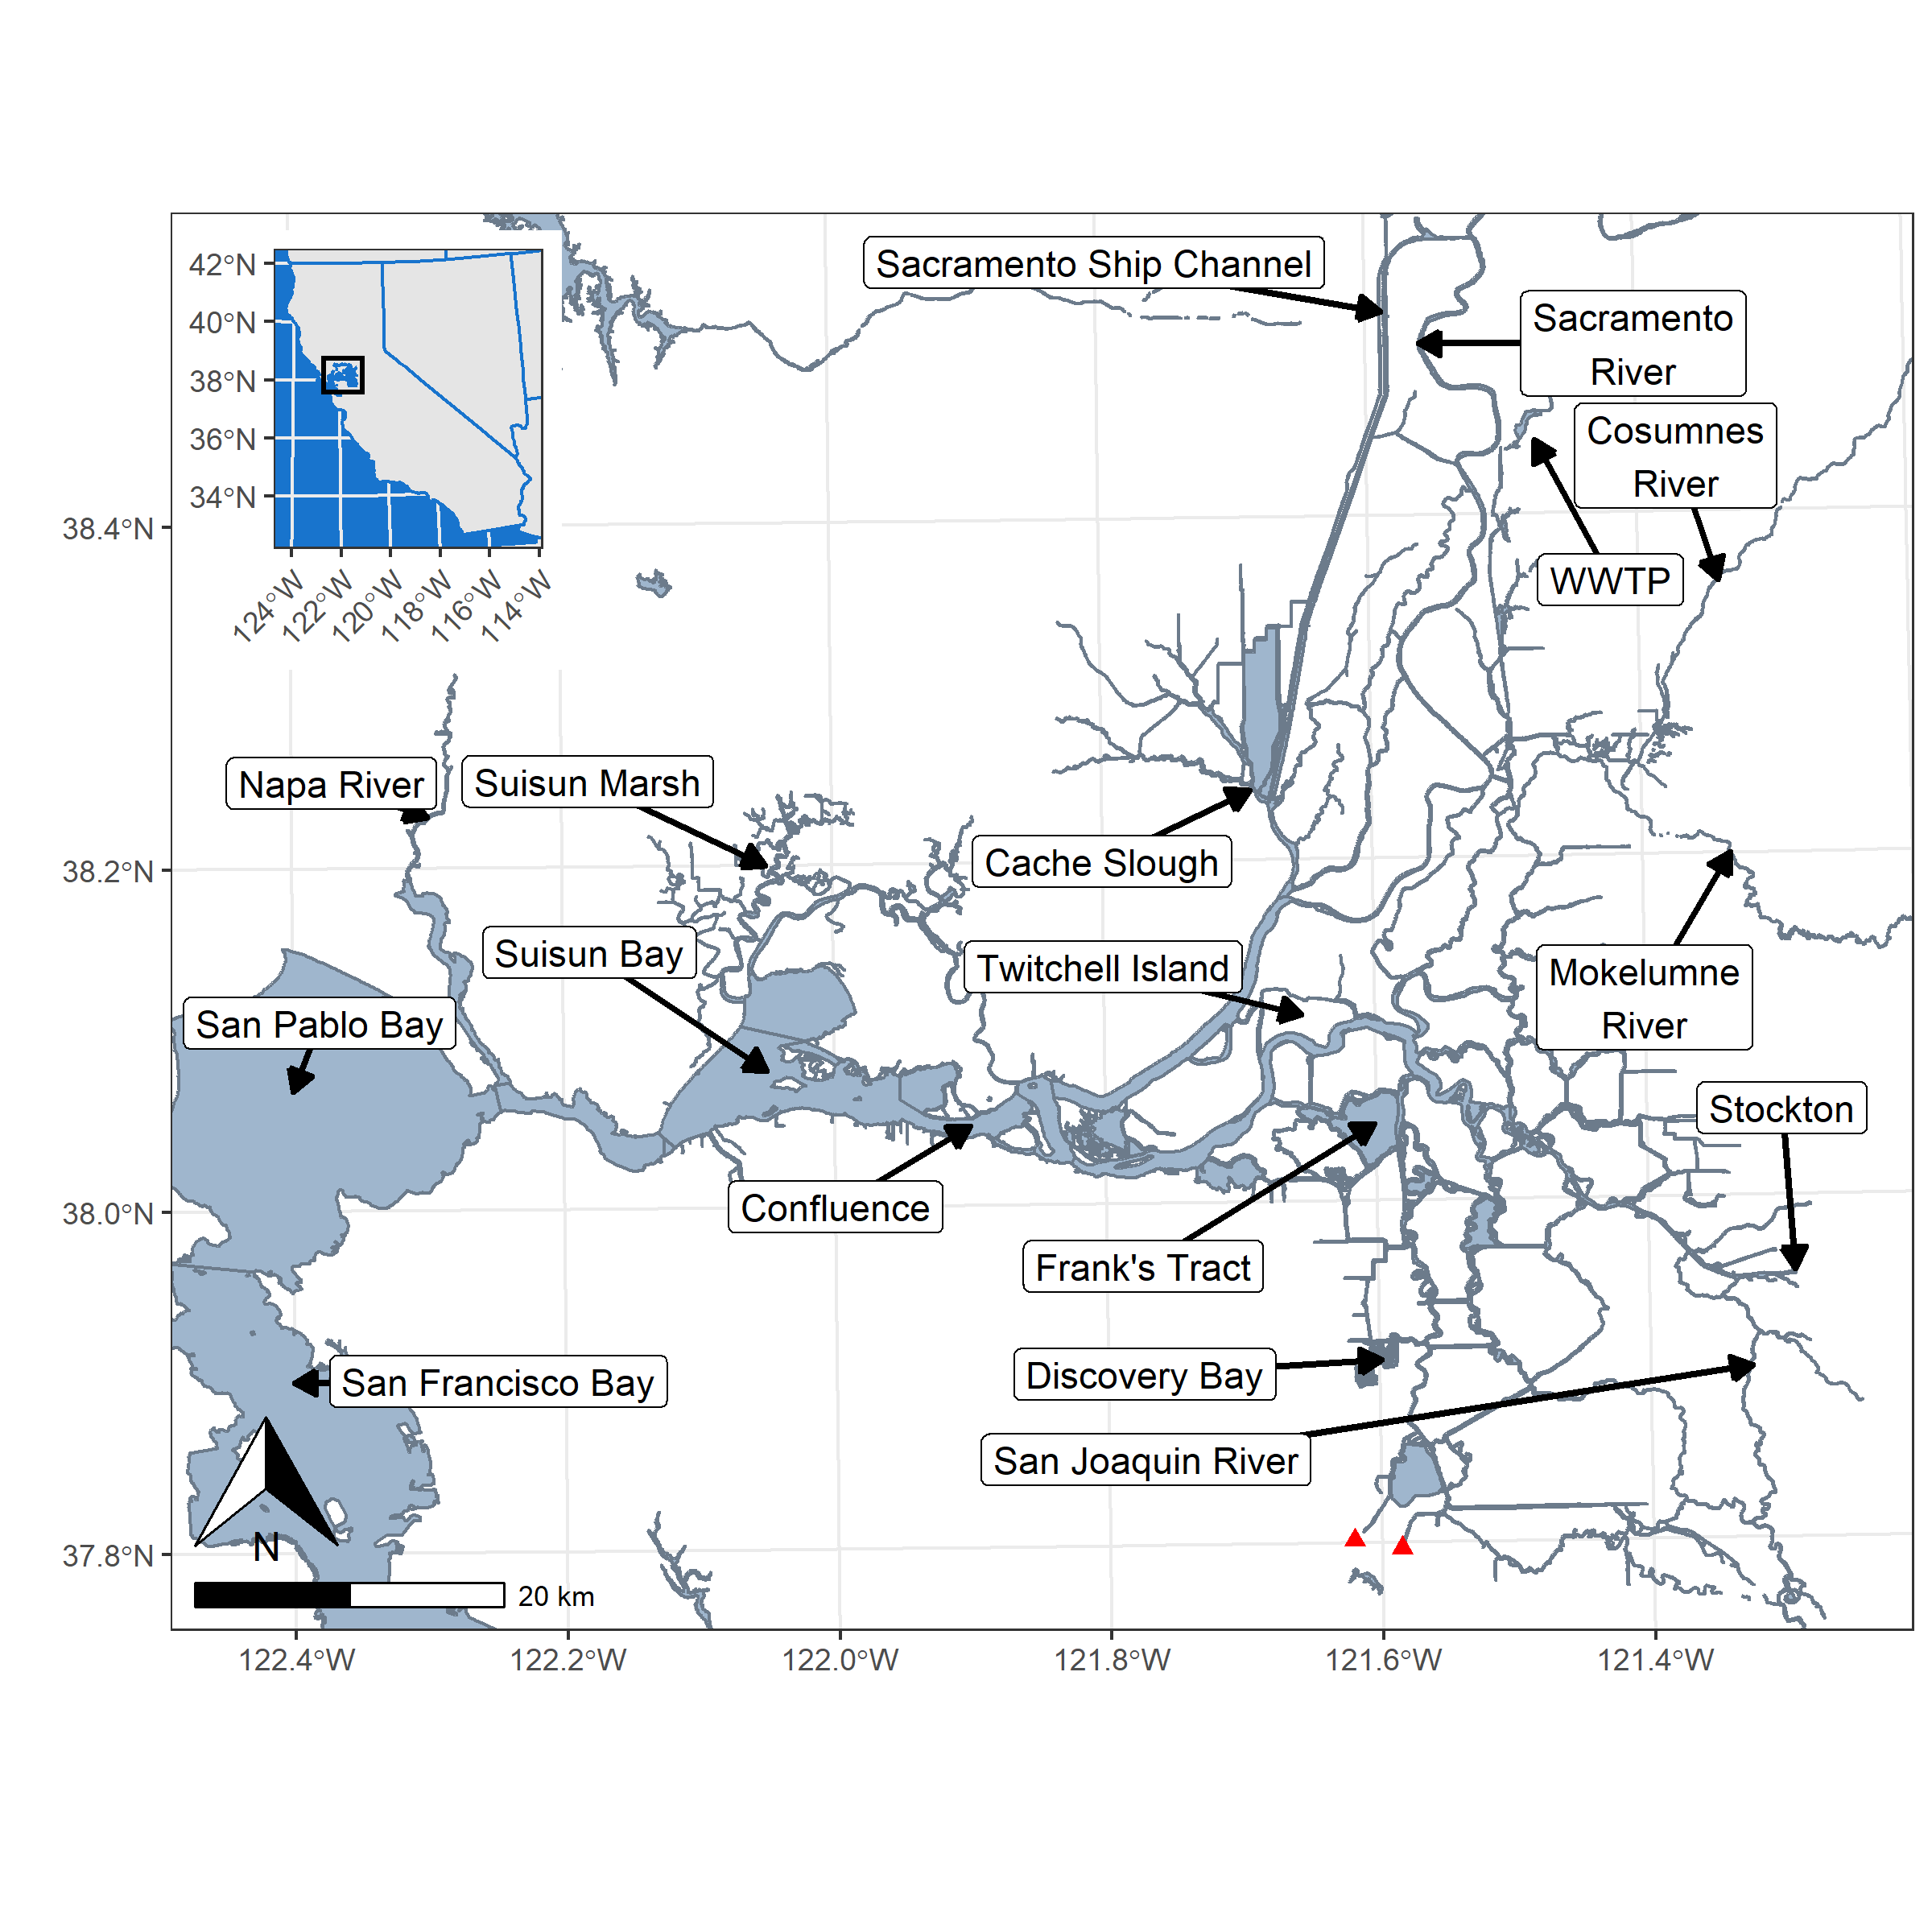 42°N
40°N
38°N
36°N
34°N
124°W
122°W
120°W
118°W
116°W
114°W
Sacramento Ship Channel
Sacramento
River
Cosumnes
River
WWTP
38.4°N
Napa River
Suisun Marsh
Cache Slough
38.2°N
Suisun Bay
Twitchell Island
Mokelumne
River
San Pablo Bay
Stockton
Confluence
38.0°N
Frank's Tract
Discovery Bay
San Francisco Bay
San Joaquin River
N
37.8°N
20 km
122.4°W
122.2°W
122.0°W
121.8°W
121.6°W
121.4°W